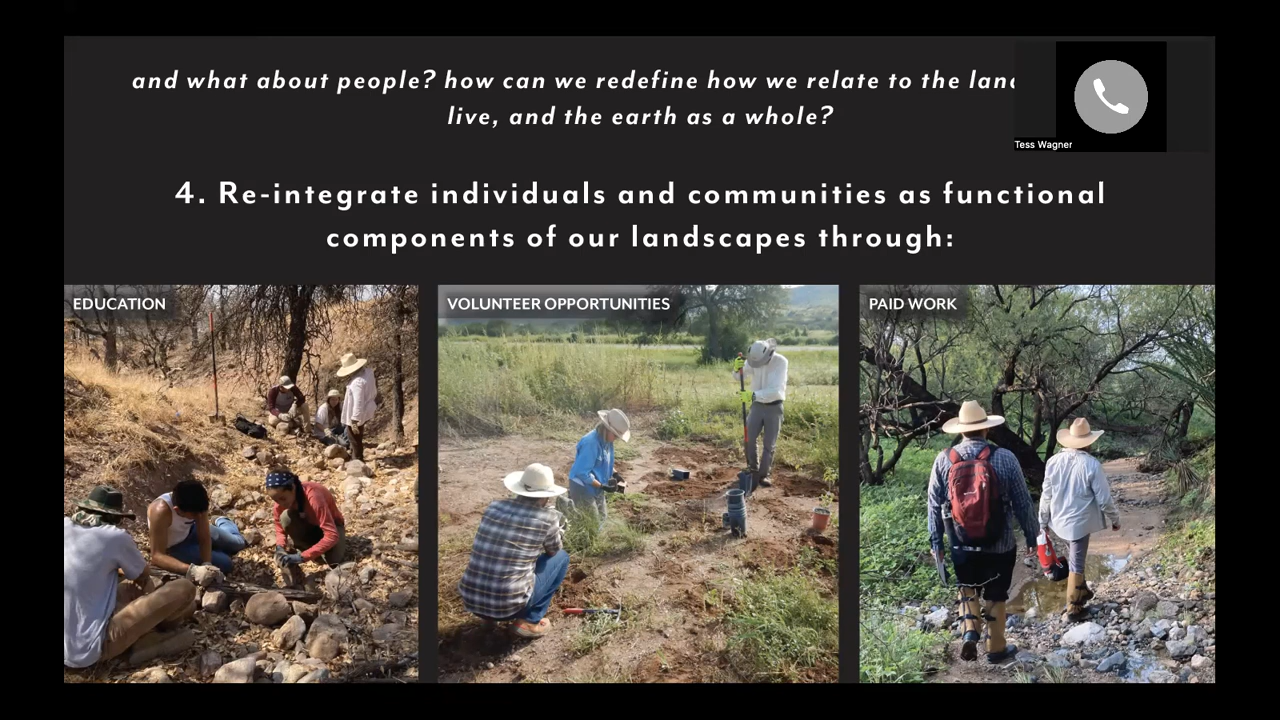 and what about people? how can we redefine how we relate to the
live, and the earth as a whole?
Tess Wagner
4. Re-integrate individuals and communities as functional
components of our landscapes through:
EDUCATION
VOLUNTEER OPPORTUNITIES
PAID WORK